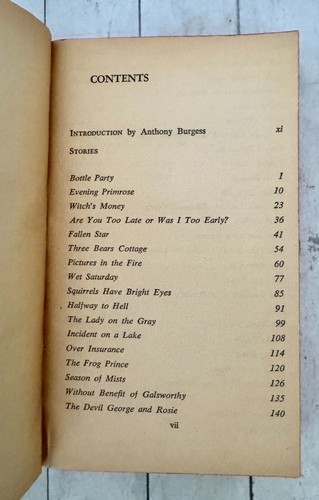 CONTENTS
INTRODUCTION by Anthony Burgess xi
STORIES
Bottle Party 1
Evening Primrose 10
Witch's Money 23
Are You Too Late or Was I Too Early? 36
Fallen Star 41
Three Bears Cottage 54
Pictures in the Fire 60
Wet Saturday 77
Squirrels Have Bright Eyes 85
Halfway to Hell 91
The Lady on the Gray 99
Incident on a Lake 108
Over Insurance 114
The Frog Prince 120
Season of Mists 126
Without Benefit of Galsworthy 135
The Devil George and Rosie 140
vii